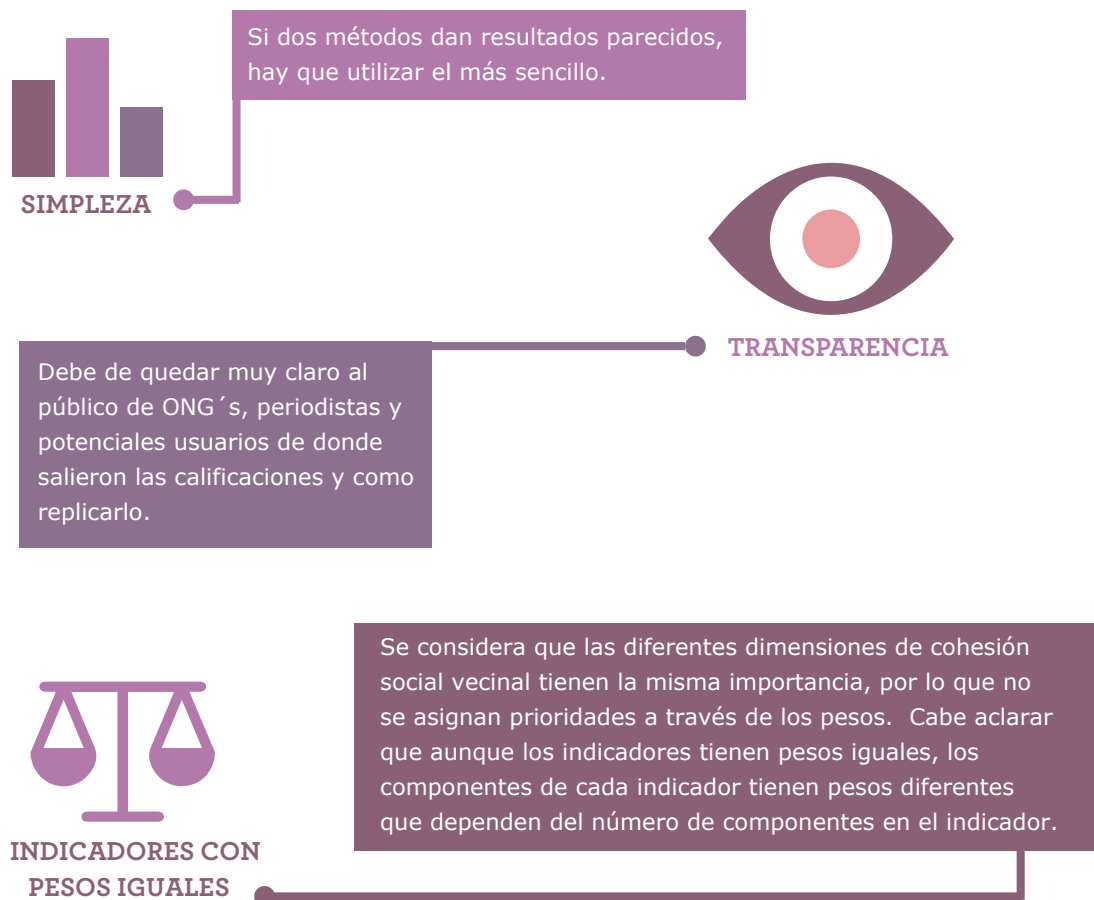 Si dos métodos dan resultados parecidos,
hay que utilizar el más sencillo.
SIMPLEZA
TRANSPARENCIA
Debe de quedar muy claro al
público de ONG´s, periodistas y
potenciales usuarios de donde
salieron las calificaciones y como
replicarlo.
Se considera que las diferentes dimensiones de cohesión
social vecinal tienen la misma importancia, por lo que no
se asignan prioridades a través de los pesos.  Cabe aclarar
que aunque los indicadores tienen pesos iguales, los
componentes de cada indicador tienen pesos diferentes
que dependen del número de componentes en el indicador.
INDICADORES CON
PESOS IGUALES